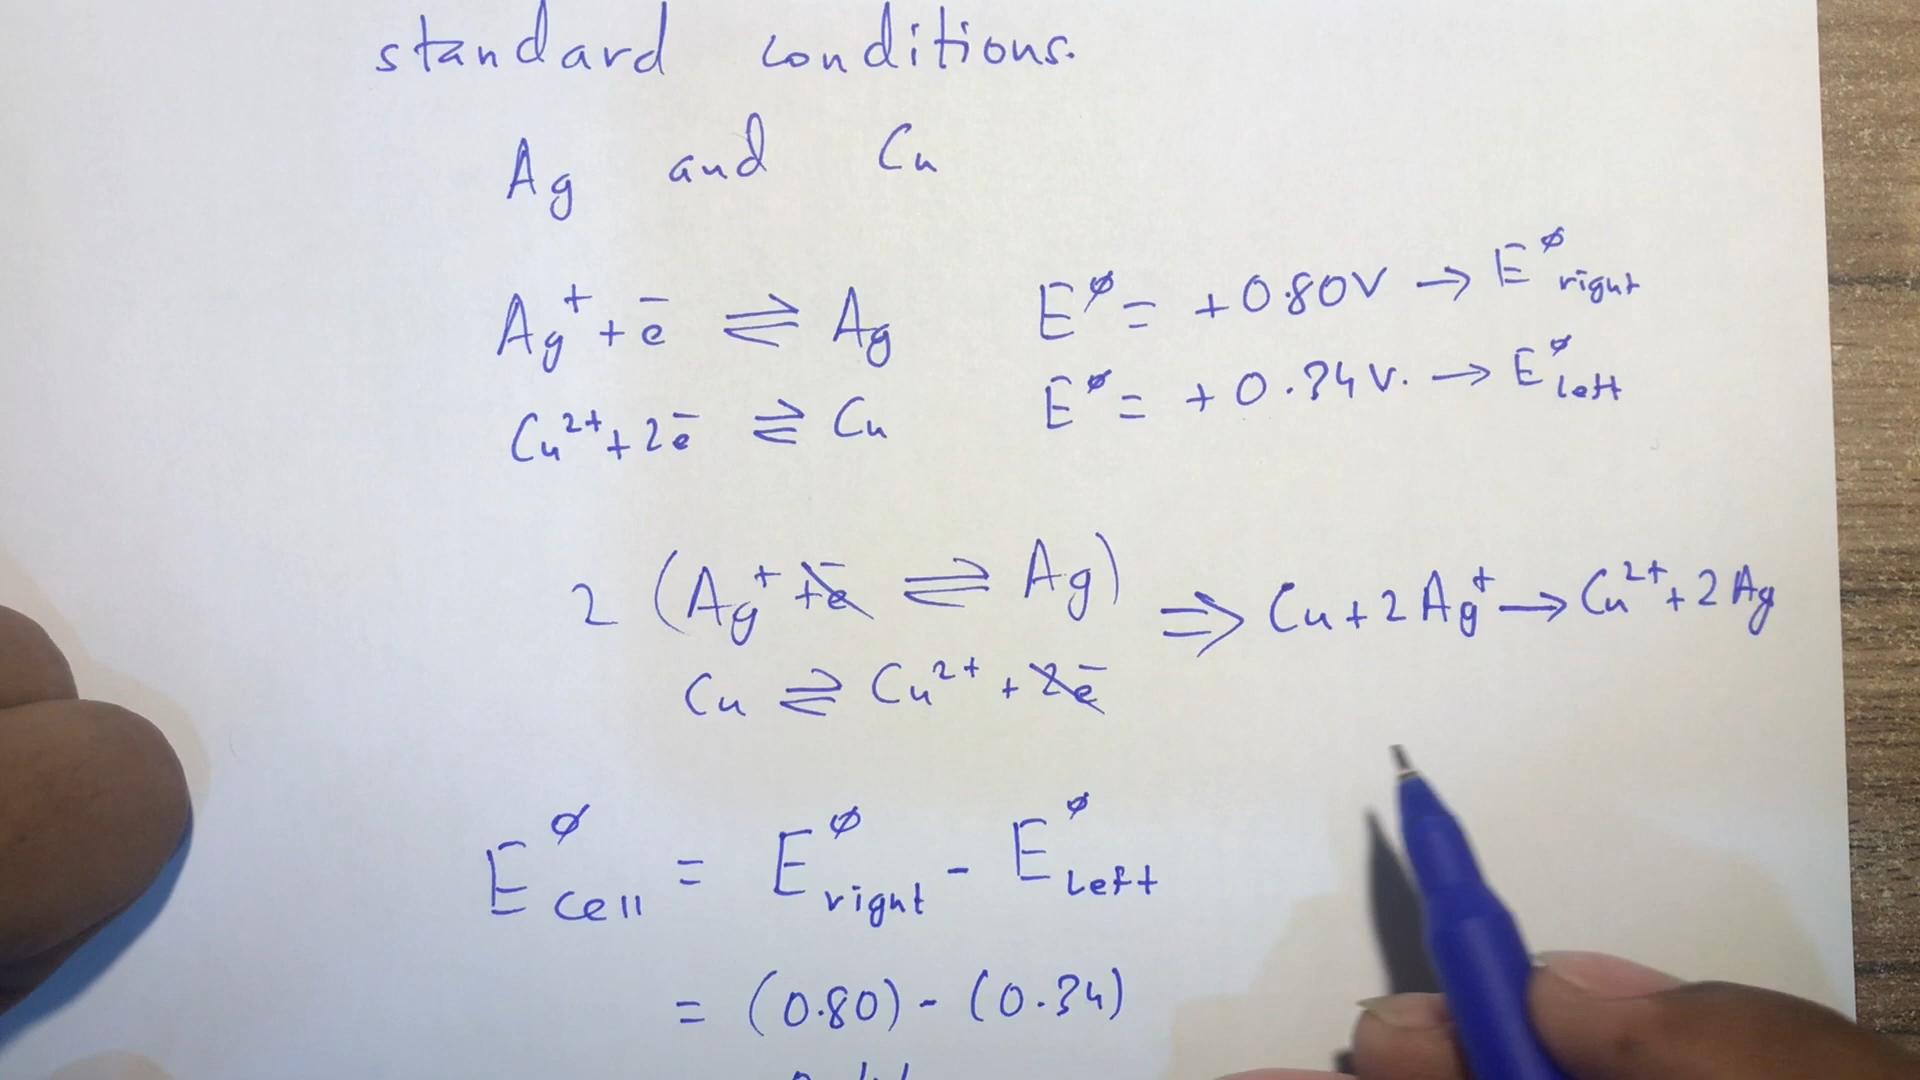 standard conditions.
Ag and Cu
Ag⁺ + e⁻ ⇌ Ag E⌀ = +0.80V → E⌀ right
Cu²⁺ + 2e⁻ ⇌ Cu E⌀ = +0.34V. → E⌀ left
2 (Ag⁺ + e⁻ ⇌ Ag) ⇒ Cu + 2Ag⁺ → Cu²⁺ + 2Ag
Cu ⇌ Cu²⁺ + 2e⁻
E⌀ cell = E⌀ right - E⌀ left
= (0.80) - (0.34)